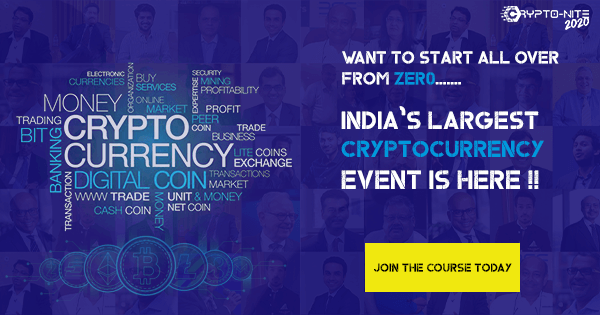 CRYPTO-NITE
2020
WANT TO START ALL OVER
FROM ZERO.......
INDIA'S LARGEST
CRYPTOCURRENCY
EVENT IS HERE !!
JOIN THE COURSE TODAY
ELECTRONIC
CURRENCIES
ORGANIZATION
BUY
SERVICES
SECURITY
EXPERTISE
MINING
PROFITABILITY
MONEY
ONLINE
MARKET
PROFIT
TRADING
PEER
BIT
CRYPTO
COIN
TRADE
BUSINESS
BANKING
CURRENCY
LITE COINS
EXCHANGE
DIGITAL COIN
TRANSACTIONS
MARKET
TRANSACTION
WWW TRADE
UNIT & MONEY
CASH COIN
MONEY
NET COIN